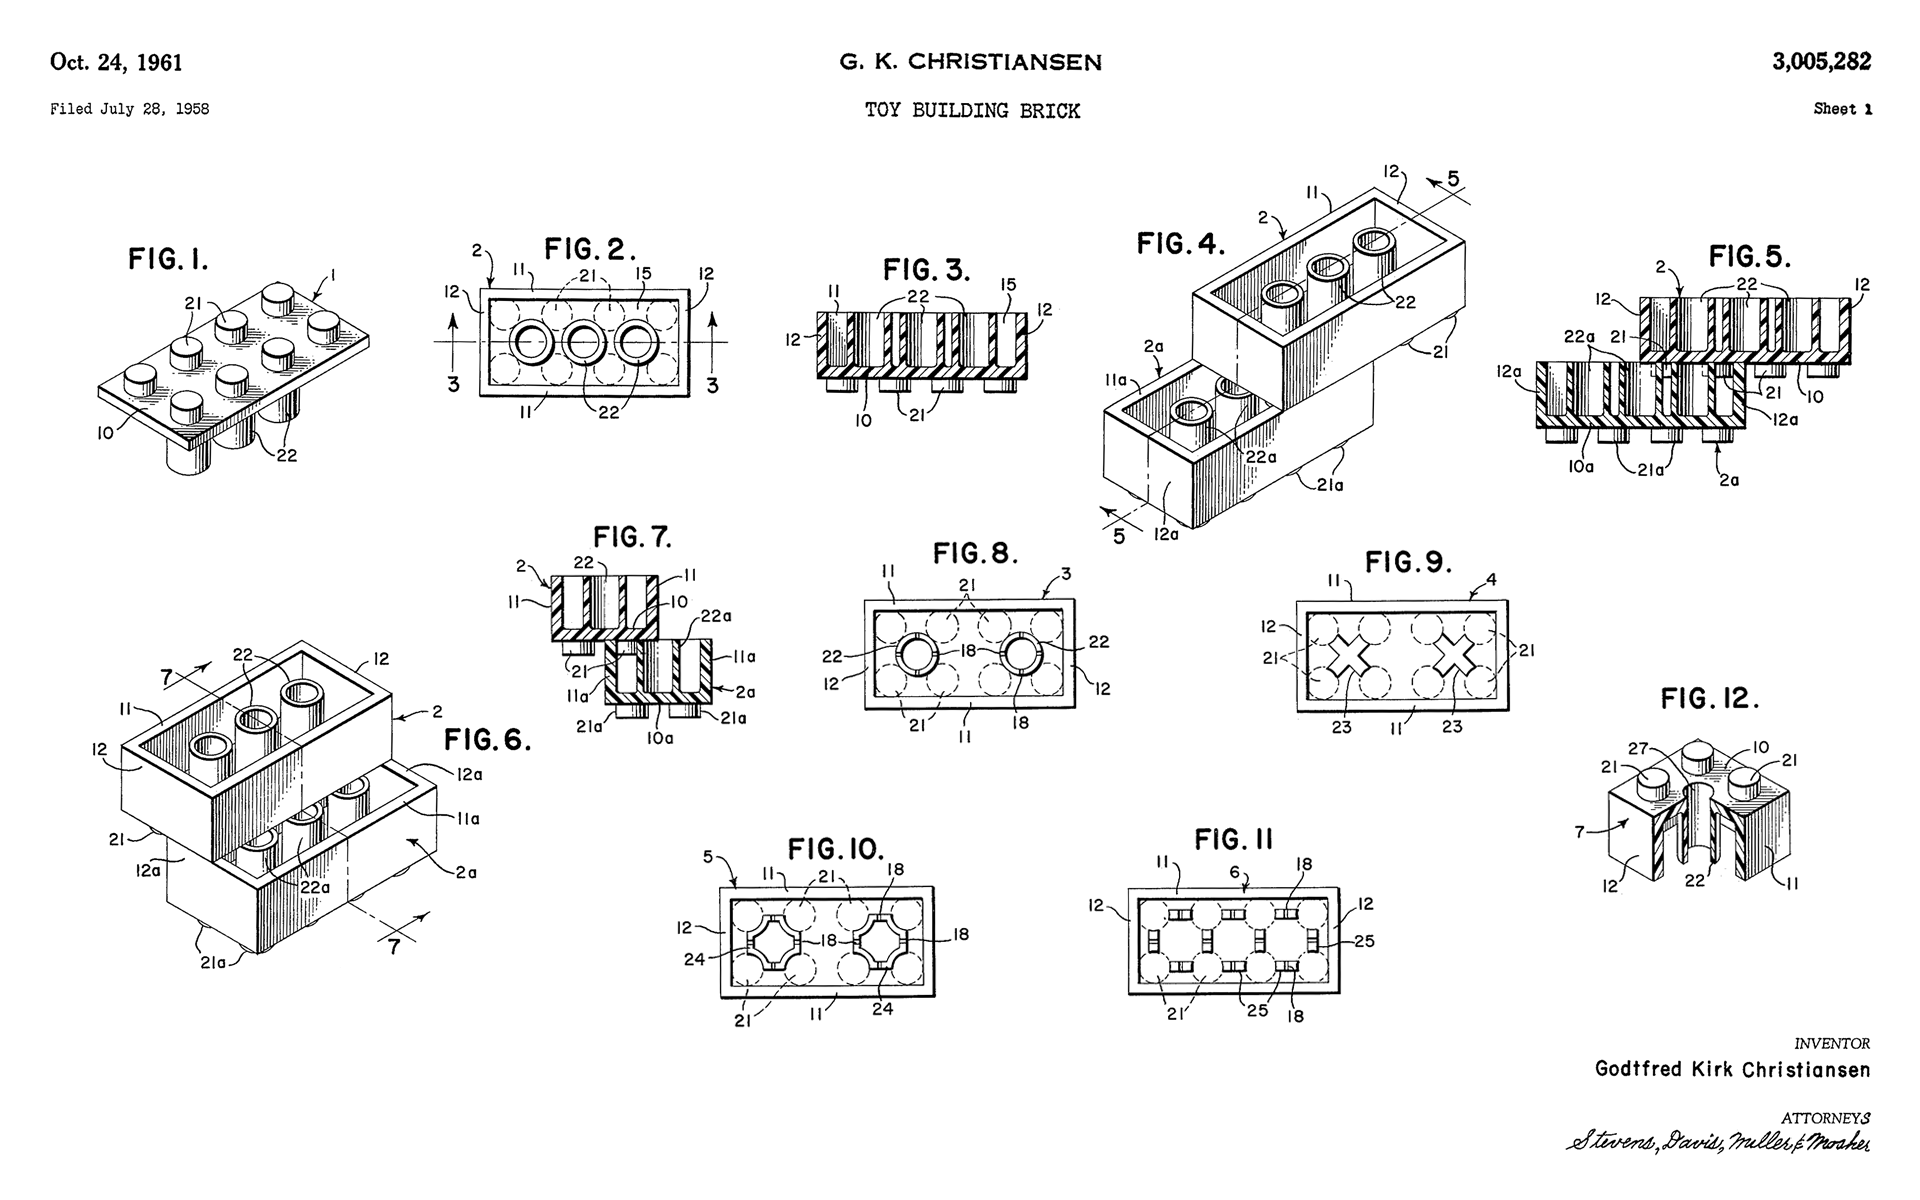 Oct. 24, 1961
G. K. CHRISTIANSEN
3,005,282
Filed July 28, 1958
TOY BUILDING BRICK
Sheet 1
FIG. 1.
21
1
10
22
FIG. 2.
2
11
21
15
12
12
3
3
11
22
FIG. 3.
11
22
15
12
12
10
21
FIG. 4.
12
5
11
2
22
21
2a
11a
22a
21a
5
12a
FIG. 5.
2
22
12
12
21
22a
12a
21
10
12a
10a
21a
2a
FIG. 6.
7
22
12
11
2
12
12a
11a
21
12a
22a
2a
7
21a
FIG. 7.
2
22
11
11
10
22a
21
11a
11a
2a
21a
10a
21a
FIG. 8.
11
21
3
22
18
22
12
12
21
11
18
FIG. 9.
11
4
12
21
21
23
11
23
FIG. 10.
5
11
21
18
12
18
18
24
21
11
24
FIG. 11
11
6
18
12
12
25
21
25
18
FIG. 12.
27
10
21
21
7
12
22
11
INVENTOR
Godtfred Kirk Christiansen
ATTORNEYS
Stevens, Davis, Miller & Mosher